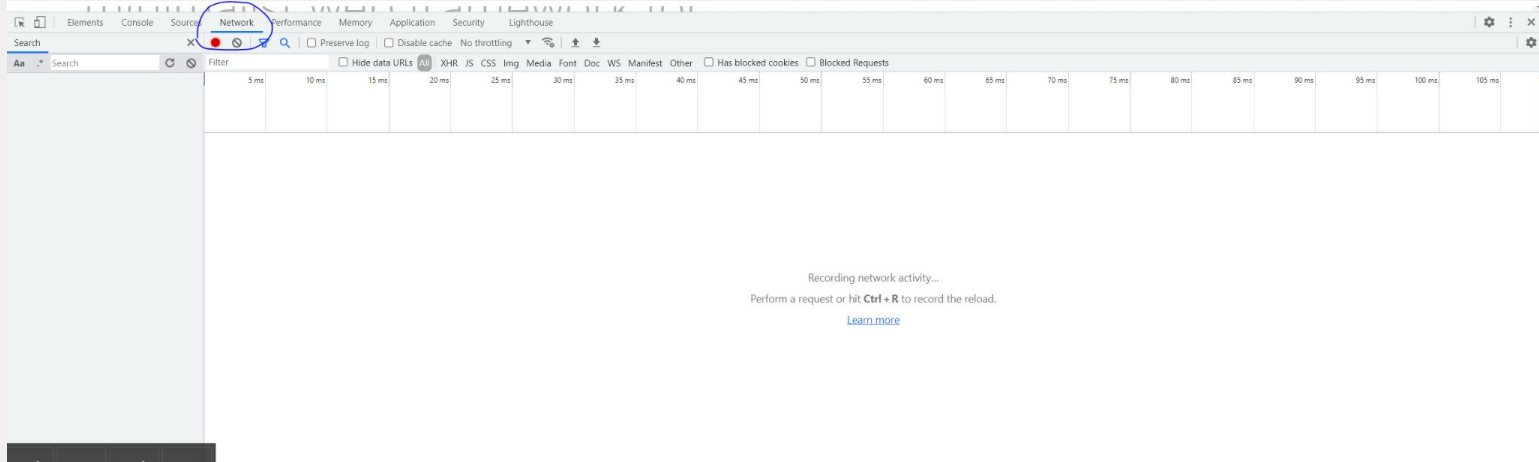 Elements Console Sources Network Performance Memory Application Security Lighthouse
Search Preserve log Disable cache No throttling
Aa .* Search Filter Hide data URLs All XHR JS CSS Img Media Font Doc WS Manifest Other Has blocked cookies Blocked Requests
5 ms 10 ms 15 ms 20 ms 25 ms 30 ms 35 ms 40 ms 45 ms 50 ms 55 ms 60 ms 65 ms 70 ms 75 ms 80 ms 85 ms 90 ms 95 ms 100 ms 105 ms
Recording network activity...
Perform a request or hit Ctrl + R to record the reload.
Learn more